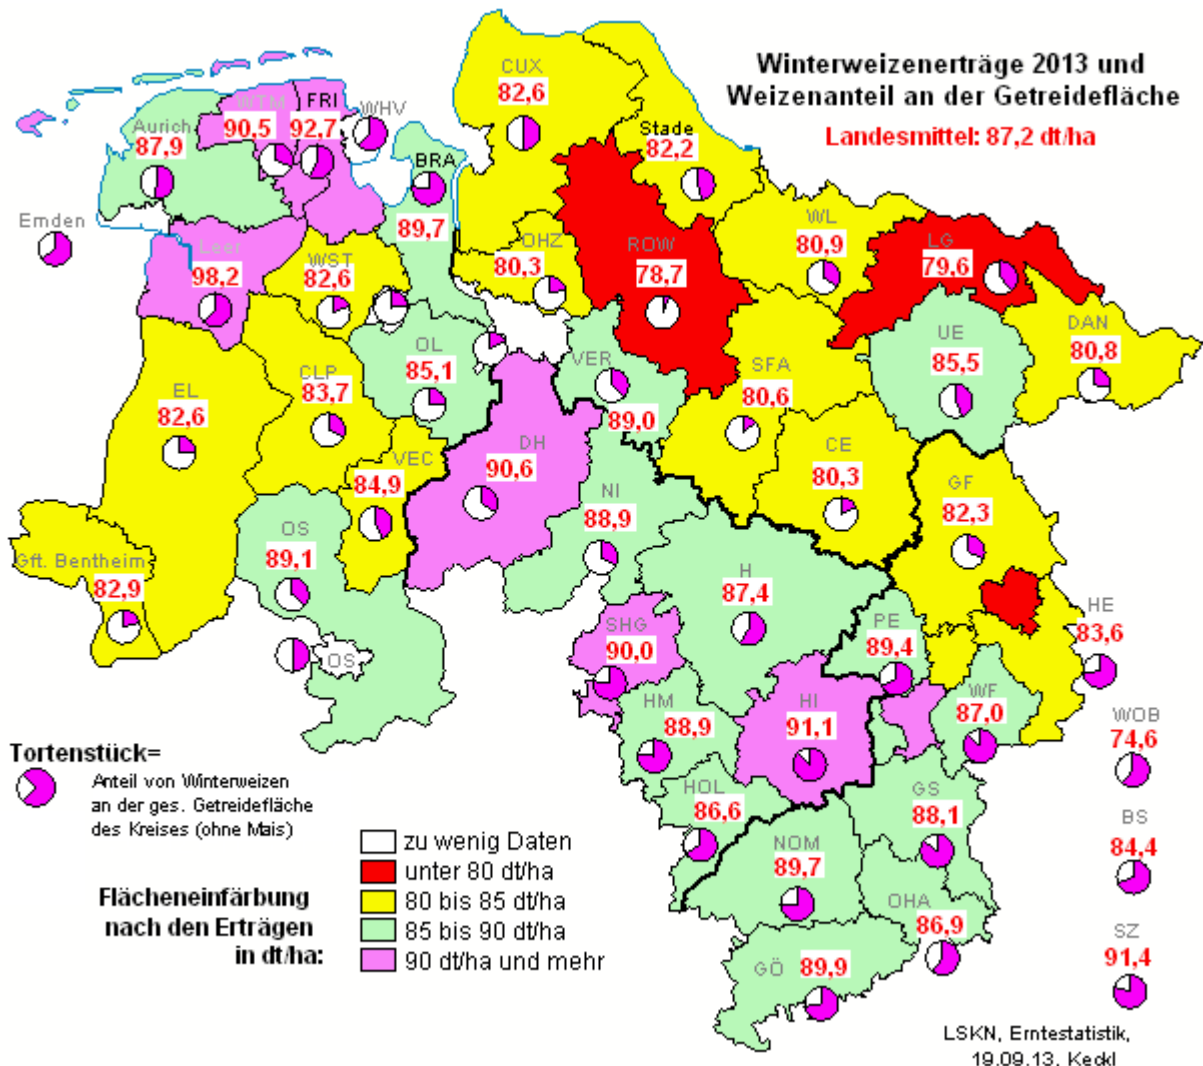 Winterweizenerträge 2013 und
Weizenanteil an der Getreidefläche
Landesmittel: 87,2 dt/ha
CUX
82,6
Stade
82,2
WTM
90,5
FRI
92,7
WHV
Aurich
87,9
BRA
89,7
Emden
Leer
98,2
WST
82,6
OHZ
80,3
ROW
78,7
WL
80,9
LG
79,6
DAN
80,8
UE
85,5
OL
85,1
VER
89,0
SFA
80,6
CLP
83,7
EL
82,6
VEC
84,9
DH
90,6
CE
80,3
NI
88,9
GF
82,3
OS
89,1
Gft. Bentheim
82,9
H
87,4
OS
SHG
90,0
PE
89,4
HE
83,6
HM
88,9
HI
91,1
WF
87,0
WOB
74,6
HOL
86,6
GS
88,1
BS
84,4
NOM
89,7
OHA
86,9
SZ
91,4
GÖ
89,9
Tortenstück=
Anteil von Winterweizen
an der ges. Getreidefläche
des Kreises (ohne Mais)
Flächeneinfärbung
nach den Erträgen
in dt/ha:
zu wenig Daten
unter 80 dt/ha
80 bis 85 dt/ha
85 bis 90 dt/ha
90 dt/ha und mehr
LSKN, Erntestatistik,
19.09.13, Keckl